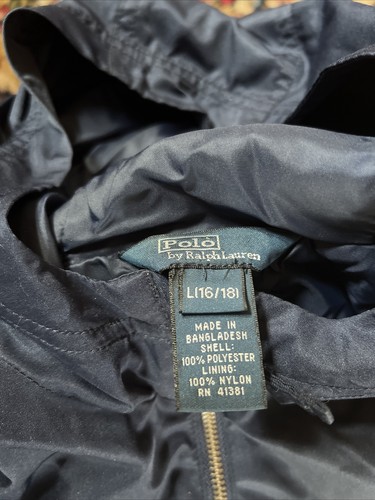 Polo
by Ralph Lauren
L(16/18)
MADE IN
BANGLADESH
SHELL:
100% POLYESTER
LINING:
100% NYLON
RN 41381